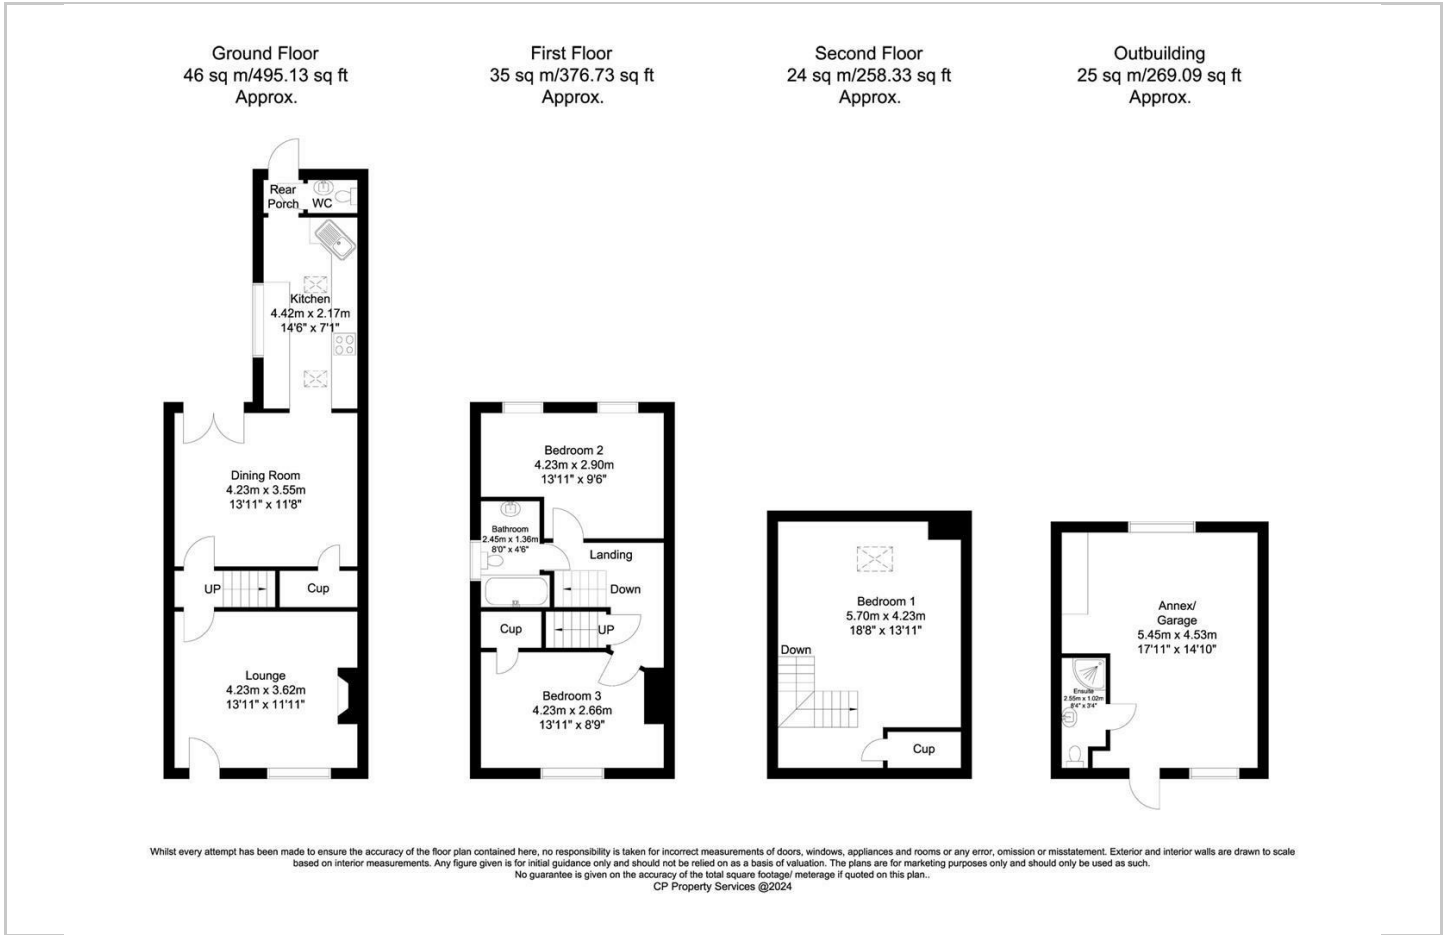 Ground Floor
46 sq m/495.13 sq ft
Approx.
First Floor
35 sq m/376.73 sq ft
Approx.
Second Floor
24 sq m/258.33 sq ft
Approx.
Outbuilding
25 sq m/269.09 sq ft
Approx.
Rear
Porch
WC
Kitchen
4.42m x 2.17m
14'6" x 7'1"
Dining Room
4.23m x 3.55m
13'11" x 11'8"
UP
Cup
Lounge
4.23m x 3.62m
13'11" x 11'11"
Bedroom 2
4.23m x 2.90m
13'11" x 9'6"
Bathroom
2.45m x 1.36m
8'0" x 4'6"
Landing
Down
Cup
UP
Bedroom 3
4.23m x 2.66m
13'11" x 8'9"
Bedroom 1
5.70m x 4.23m
18'8" x 13'11"
Down
Cup
Annex/
Garage
5.45m x 4.53m
17'11" x 14'10"
Ensuite
2.55m x 1.02m
8'4" x 3'4"
Whilst every attempt has been made to ensure the accuracy of the floor plan contained here, no responsibility is taken for incorrect measurements of doors, windows, appliances and rooms or any error, omission or misstatement. Exterior and interior walls are drawn to scale
based on interior measurements. Any figure given is for initial guidance only and should not be relied on as a basis of valuation. The plans are for marketing purposes only and should only be used as such.
No guarantee is given on the accuracy of the total square footage/ meterage if quoted on this plan..
CP Property Services @2024